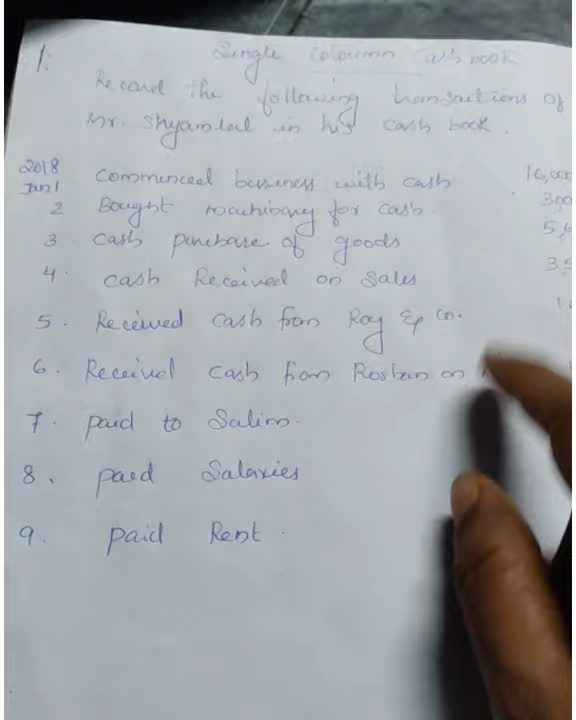 1. Single Coloumn Cash book
Record the following transactions of
Mr. Shyamlal in his cash book.
2018
Jan 1 Commenced business with cash 16,000
2 Bought machinary for cash.
3 Cash purchase of goods
4. Cash Received on Sales
5. Received Cash from Roy & co.
6. Received Cash from Roshan on
7. paid to Salim.
8. paid Salaries
9. paid Rent.